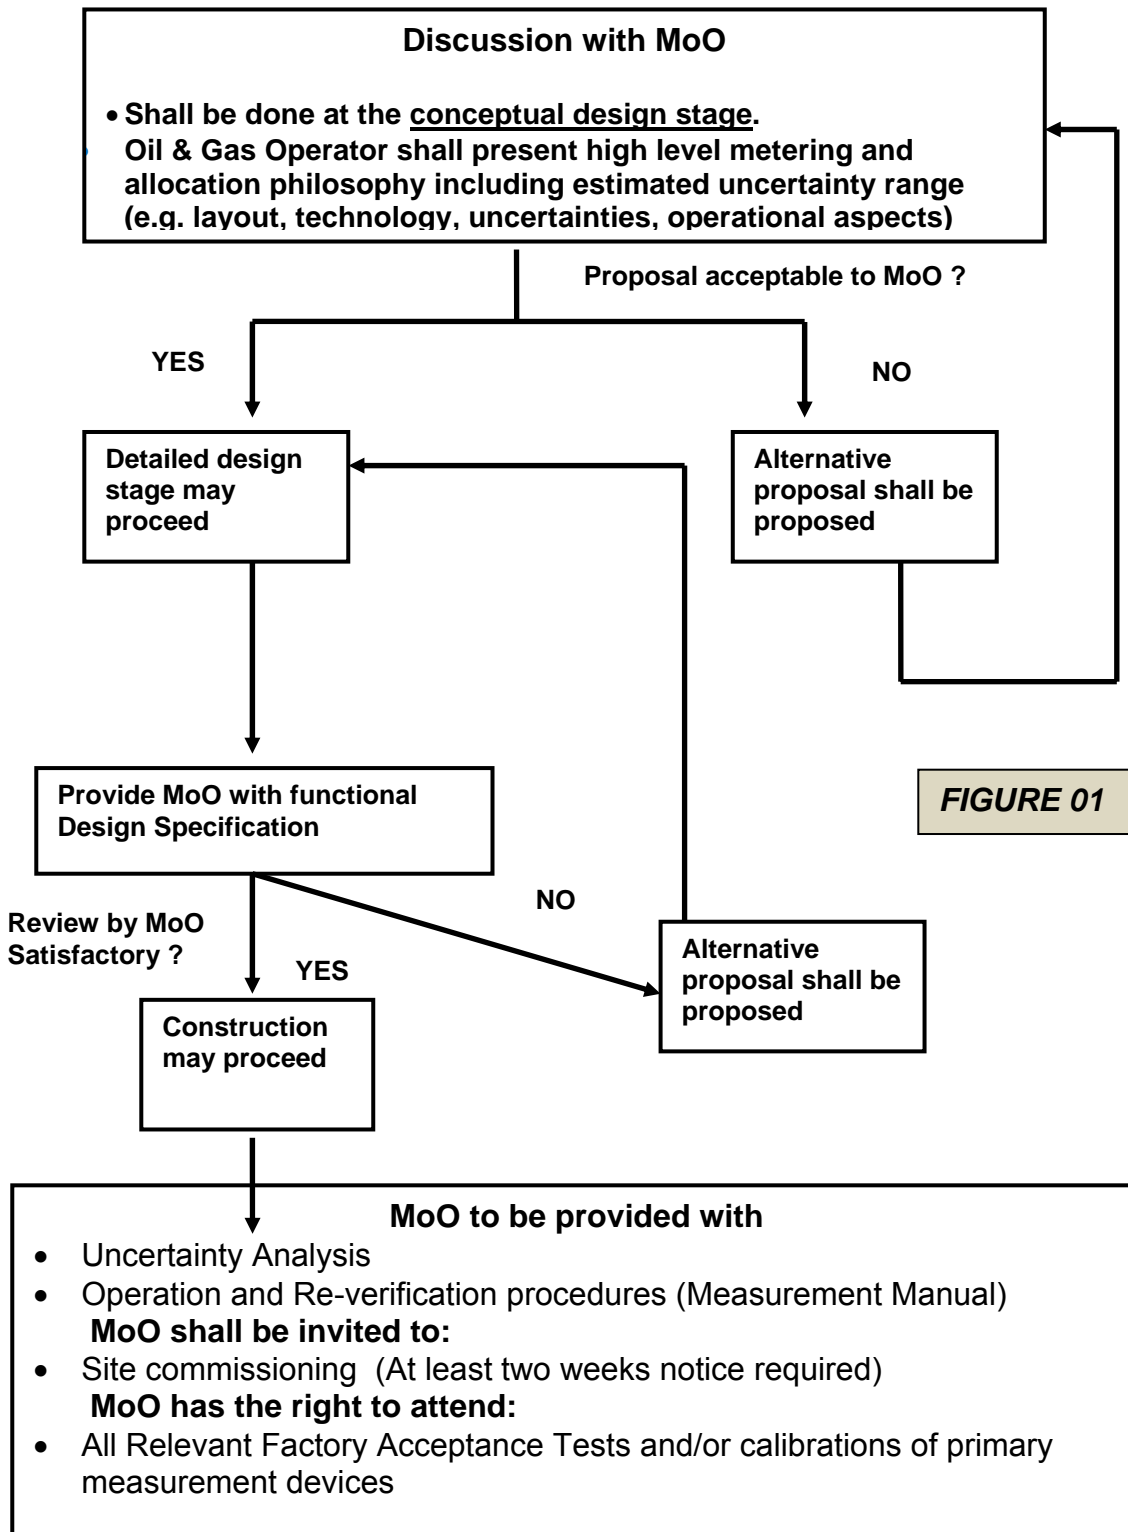 Discussion with MoO
• Shall be done at the conceptual design stage.
• Oil & Gas Operator shall present high level metering and
allocation philosophy including estimated uncertainty range
(e.g. layout, technology, uncertainties, operational aspects)
Proposal acceptable to MoO ?
YES
NO
Detailed design
stage may
proceed
Alternative
proposal shall be
proposed
Provide MoO with functional
Design Specification
FIGURE 01
Review by MoO
Satisfactory ?
NO
YES
Alternative
proposal shall be
proposed
Construction
may proceed
MoO to be provided with
• Uncertainty Analysis
• Operation and Re-verification procedures (Measurement Manual)
MoO shall be invited to:
• Site commissioning (At least two weeks notice required)
MoO has the right to attend:
• All Relevant Factory Acceptance Tests and/or calibrations of primary
measurement devices